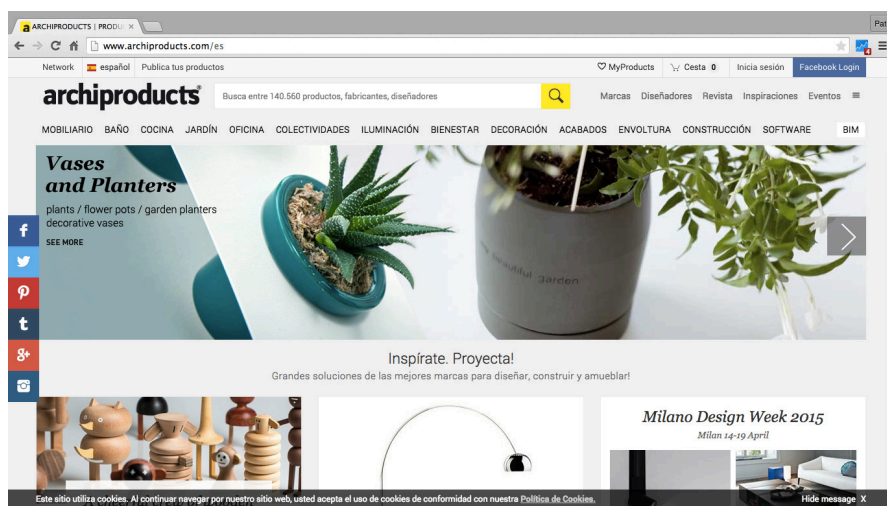 ARCHIPRODUCTS | PRODU
Pat
www.archiproducts.com/es
4
Network español Publica tus productos MyProducts Cesta 0 Inicia sesión Facebook Login
archiproducts®
Busca entre 140.560 productos, fabricantes, diseñadores
Marcas Diseñadores Revista Inspiraciones Eventos
MOBILIARIO BAÑO COCINA JARDÍN OFICINA COLECTIVIDADES ILUMINACIÓN BIENESTAR DECORACIÓN ACABADOS ENVOLTURA CONSTRUCCIÓN SOFTWARE BIM
Vases
and Planters
plants / flower pots / garden planters
decorative vases
SEE MORE
my beautiful garden
Inspírate. Proyecta!
Grandes soluciones de las mejores marcas para diseñar, construir y amueblar!
Milano Design Week 2015
Milan 14-19 April
Este sitio utiliza cookies. Al continuar navegar por nuestro sitio web, usted acepta el uso de cookies de conformidad con nuestra Política de Cookies. Hide message X